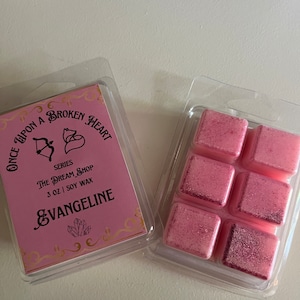 Once Upon a Broken Heart
Series
The Dream Shop
3 oz | Soy Wax
Evangeline